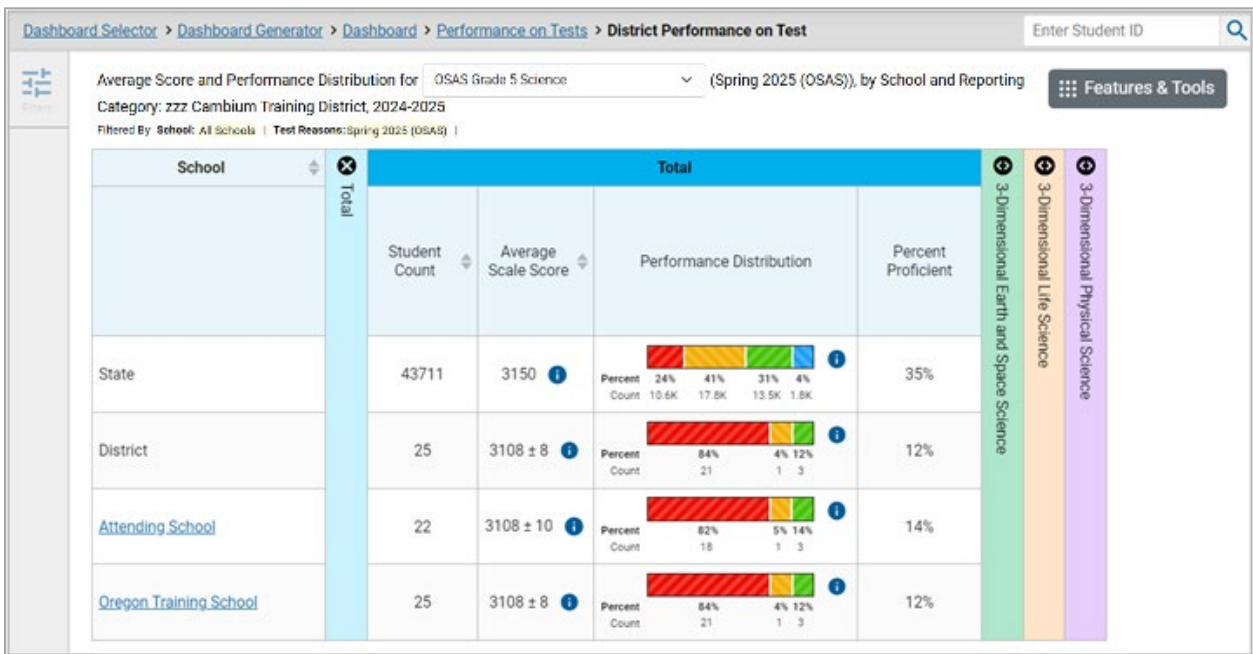 Dashboard Selector > Dashboard Generator > Dashboard > Performance on Tests > District Performance on Test
Enter Student ID
Filters
Average Score and Performance Distribution for OSAS Grade 5 Science (Spring 2025 (OSAS)), by School and Reporting
Category: zzz Cambium Training District, 2024-2025
Features & Tools
Filtered By School: All Schools | Test Reasons: Spring 2025 (OSAS) |
School
Total
Total
Student Count
Average Scale Score
Performance Distribution
Percent Proficient
3-Dimensional Earth and Space Science
3-Dimensional Life Science
3-Dimensional Physical Science
State 43711 3150 35%
Percent 24% 41% 31% 4%
Count 10.6K 17.8K 13.5K 1.8K
District 25 3108 ± 8 12%
Percent 84% 4% 12%
Count 21 1 3
Attending School 22 3108 ± 10 14%
Percent 82% 5% 14%
Count 18 1 3
Oregon Training School 25 3108 ± 8 12%
Percent 84% 4% 12%
Count 21 1 3